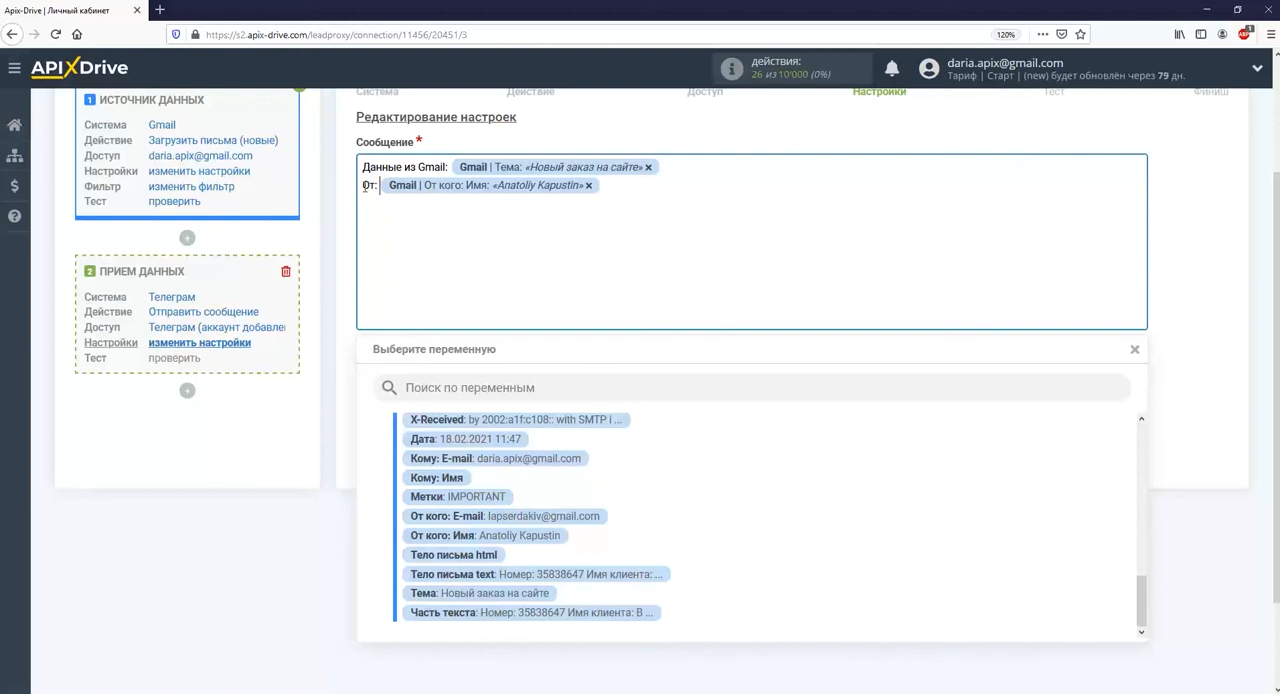 Apix-Drive | Личный кабинет
https://s2.apix-drive.com/leadproxy/connection/11456/20451/3
120%
1
APIXDrive
i
действия:
26 из 10'000 (0%)
daria.apix@gmail.com
Тариф | Старт | (new) будет обновлён через 79 дн.
1 ИСТОЧНИК ДАННЫХ
Система Gmail
Действие Загрузить письма (новые)
Доступ daria.apix@gmail.com
Настройки изменить настройки
Фильтр изменить фильтр
Тест проверить
2 ПРИЕМ ДАННЫХ
Система Телеграм
Действие Отправить сообщение
Доступ Телеграм (аккаунт добавле
Настройки изменить настройки
Тест проверить
Система Действие Доступ Настройки Тест Финиш
Редактирование настроек
Сообщение *
Данные из Gmail: Gmail | Тема: «Новый заказ на сайте» ×
От: Gmail | От кого: Имя: «Anatoliy Kapustin» ×
Выберите переменную
Поиск по переменным
X-Received: by 2002:a1f:c108:: with SMTP i ...
Дата: 18.02.2021 11:47
Кому: E-mail: daria.apix@gmail.com
Кому: Имя
Метки: IMPORTANT
От кого: E-mail: lapserdakiv@gmail.com
От кого: Имя: Anatoliy Kapustin
Тело письма html
Тело письма text: Номер: 35838647 Имя клиента: ...
Тема: Новый заказ на сайте
Часть текста: Номер: 35838647 Имя клиента: В ...